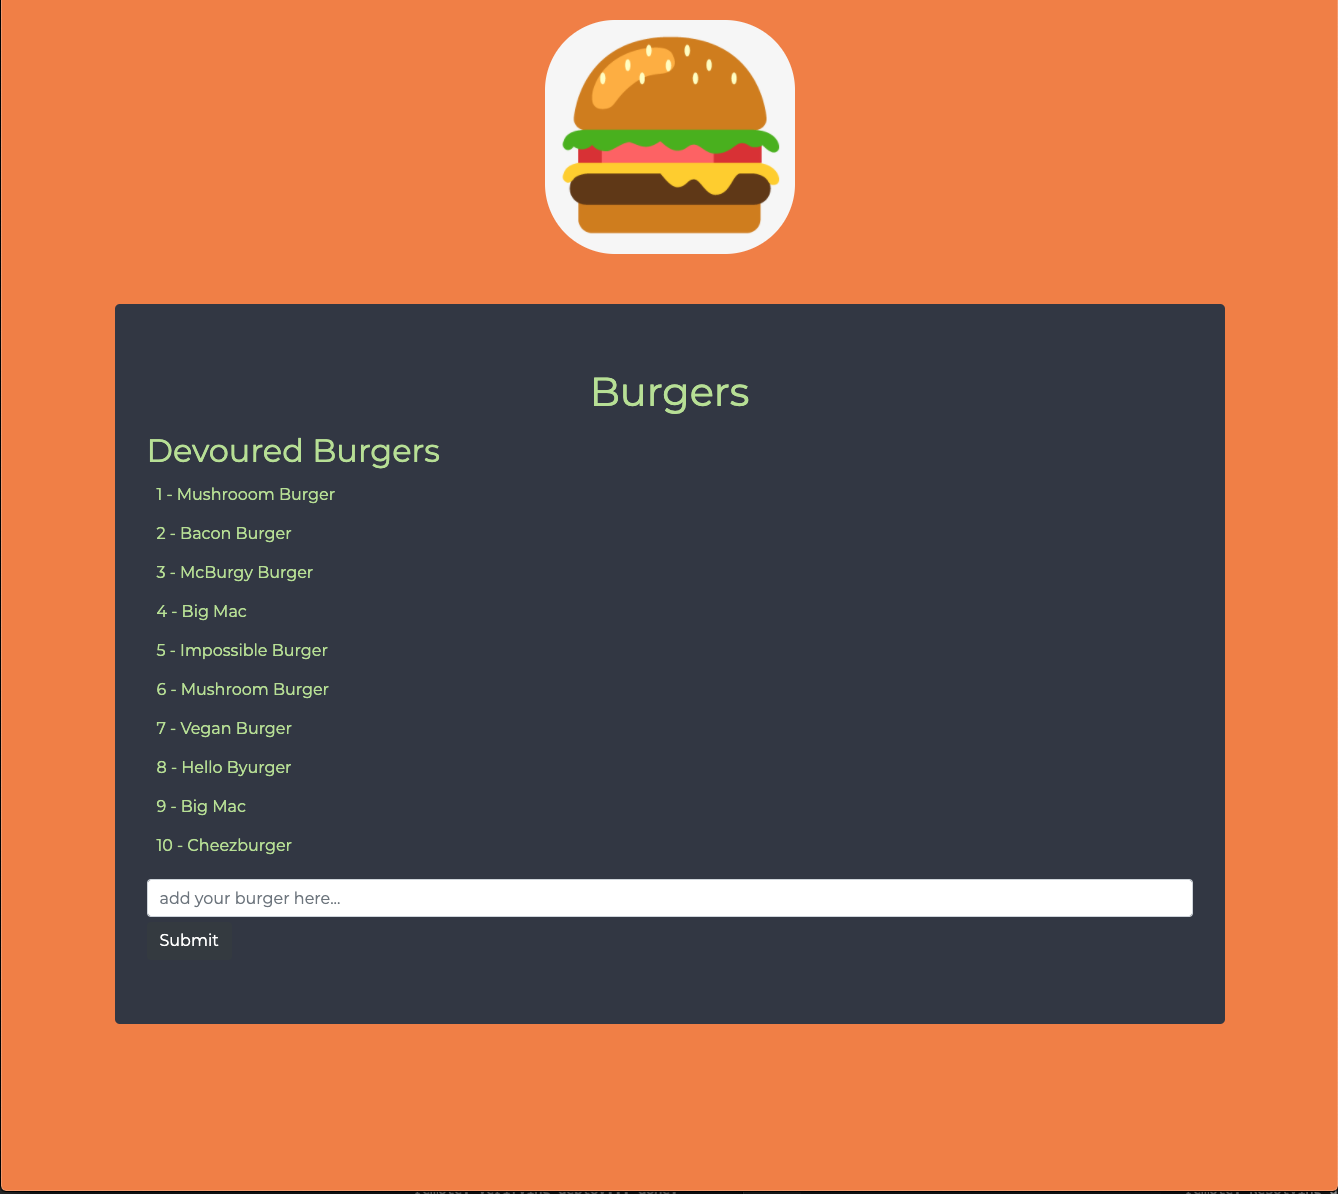 Burgers
Devoured Burgers
1 - Mushrooom Burger
2 - Bacon Burger
3 - McBurgy Burger
4 - Big Mac
5 - Impossible Burger
6 - Mushroom Burger
7 - Vegan Burger
8 - Hello Byurger
9 - Big Mac
10 - Cheezburger
add your burger here...
Submit